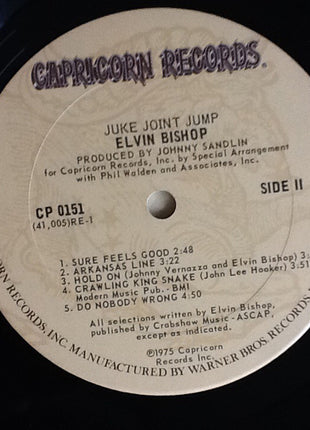 CAPRICORN RECORDS.
JUKE JOINT JUMP
ELVIN BISHOP
PRODUCED BY JOHNNY SANDLIN
for Capricorn Records, Inc. by Special Arrangement
with Phil Walden and Associates, Inc.
CP 0151
(41,005)RE-1
SIDE II
1. SURE FEELS GOOD 2:48
2. ARKANSAS LINE 3:22
3. HOLD ON (Johnny Vernazza and Elvin Bishop) 3:
4. CRAWLING KING SNAKE (John Lee Hooker) 3:51
Modern Music Pub. - BMI
5. DO NOBODY WRONG 4:50
All selections written by Elvin Bishop,
published by Crabshaw Music - ASCAP,
except as indicated.
℗1975 Capricorn
Records Inc.
CAPRICORN RECORDS, INC. MANUFACTURED BY WARNER BROS. RECORDS